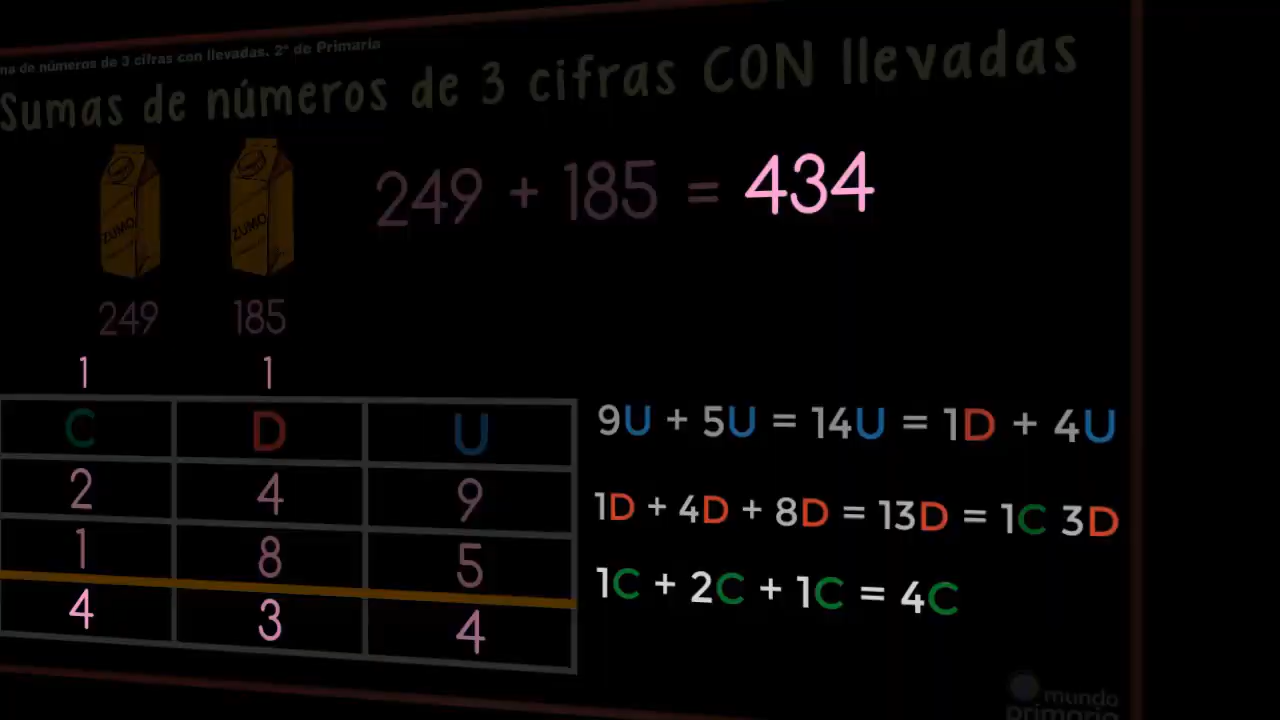 ma de números de 3 cifras con llevadas. 2º de Primaria
Sumas de números de 3 cifras CON llevadas
249 + 185 = 434
ZUMO ZUMO
249 185
1 1
C D U
2 4 9
1 8 5
4 3 4
9U + 5U = 14U = 1D + 4U
1D + 4D + 8D = 13D = 1C 3D
1C + 2C + 1C = 4C
mundo
primaria